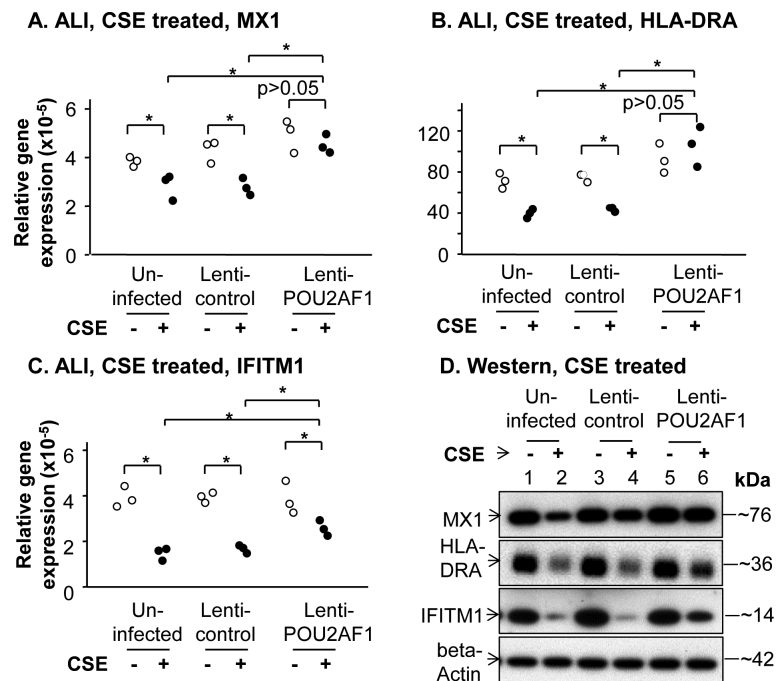 A. ALI, CSE treated, MX1
*
*
p>0.05
*
*
6
4
2
0
Relative gene
expression (x10-5)
Un-
infected
Lenti-
control
Lenti-
POU2AF1
CSE
- + - + - +
B. ALI, CSE treated, HLA-DRA
*
*
p>0.05
*
*
120
80
40
0
Un-
infected
Lenti-
control
Lenti-
POU2AF1
CSE
- + - + - +
C. ALI, CSE treated, IFITM1
*
*
*
*
*
6
4
2
0
Relative gene
expression (x10-5)
Un-
infected
Lenti-
control
Lenti-
POU2AF1
CSE
- + - + - +
D. Western, CSE treated
Un-
infected
Lenti-
control
Lenti-
POU2AF1
CSE
- + - + - +
1 2 3 4 5 6 kDa
MX1
~76
HLA-
DRA
~36
IFITM1
~14
beta-
Actin
~42